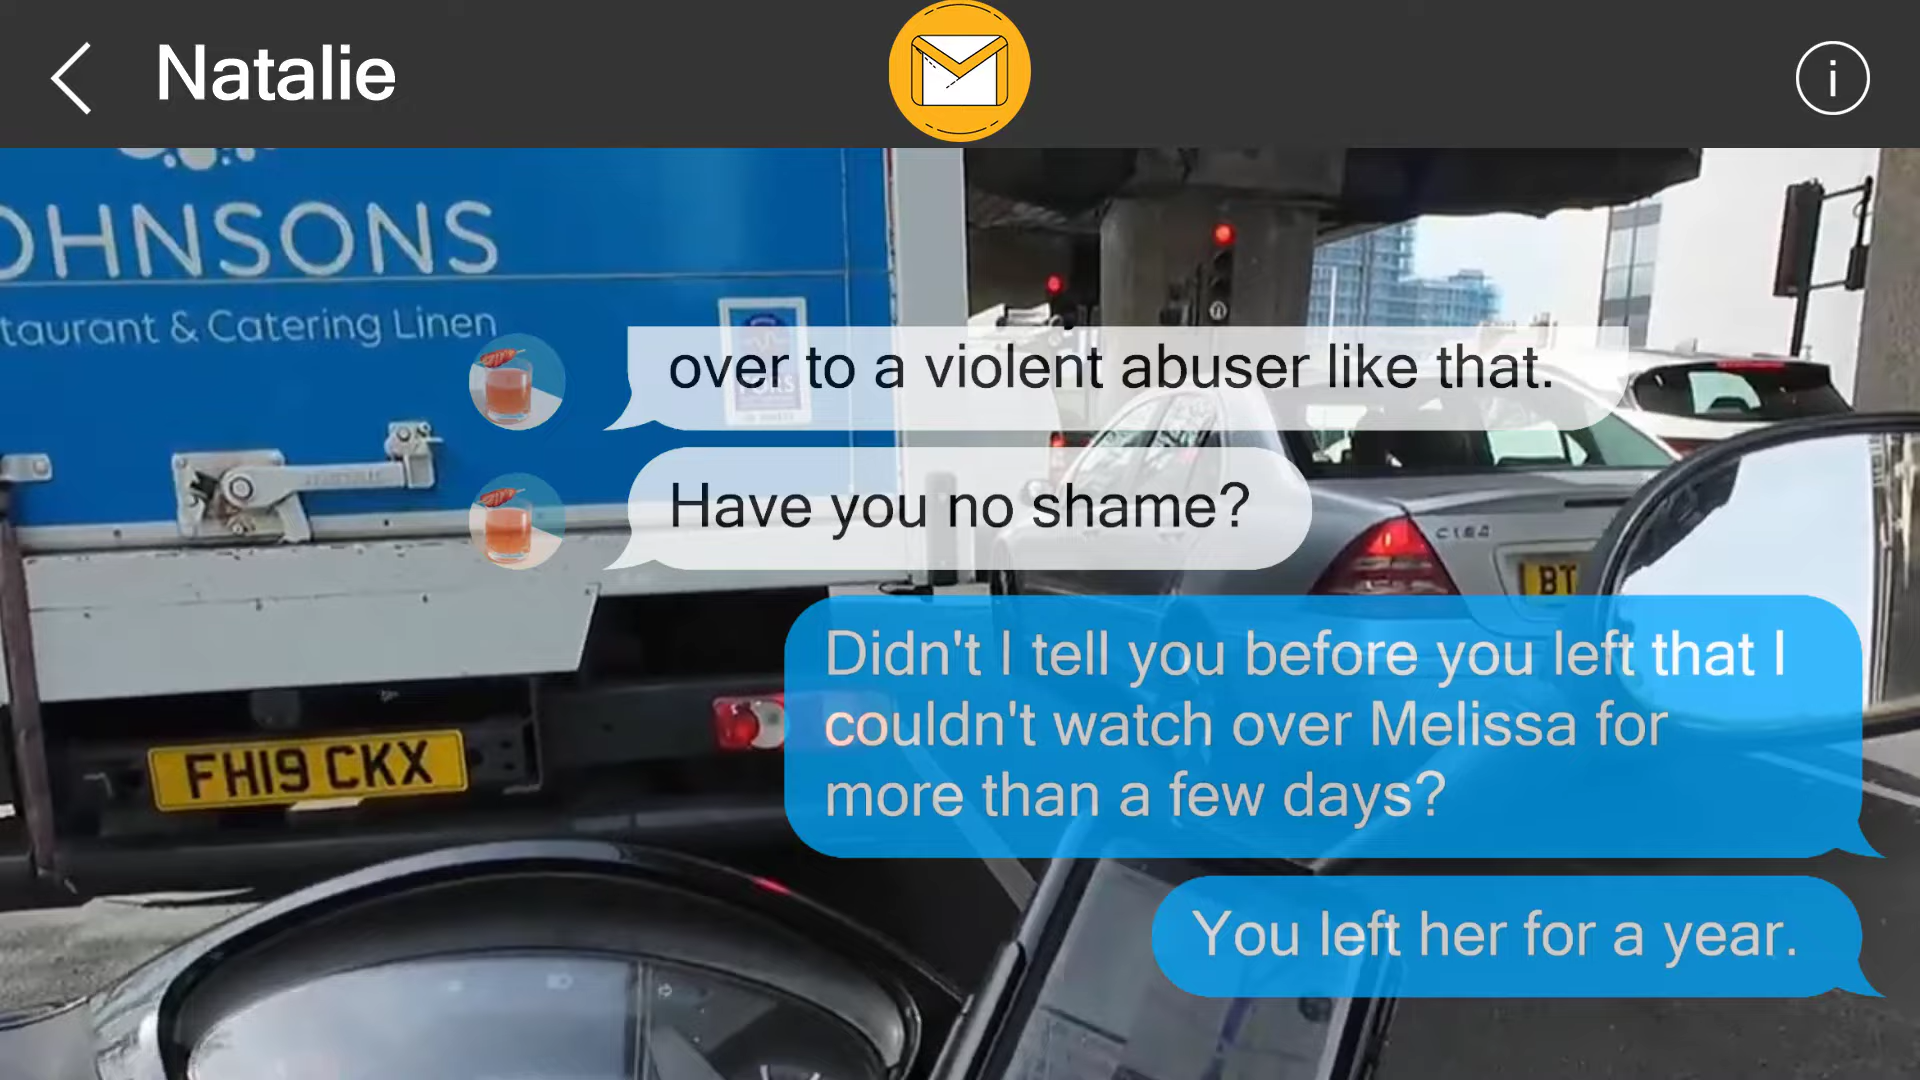 Natalie
OHNSONS
taurant & Catering Linen
over to a violent abuser like that.
Have you no shame?
C180
BT
Didn't I tell you before you left that I
couldn't watch over Melissa for
more than a few days?
FH19 CKX
You left her for a year.